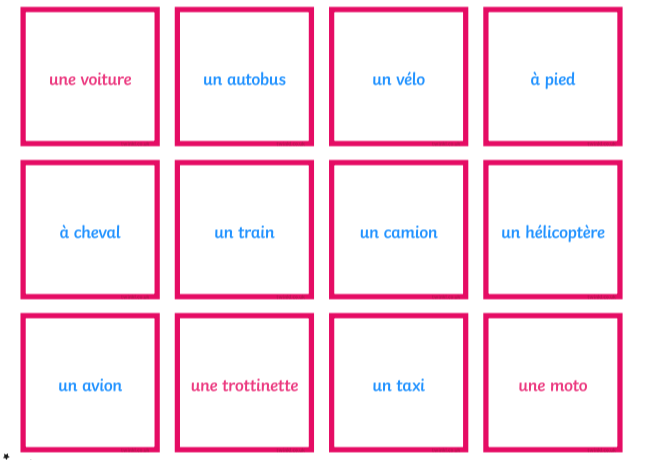 une voiture
un autobus
un vélo
à pied
à cheval
un train
un camion
un hélicoptère
un avion
une trottinette
un taxi
une moto